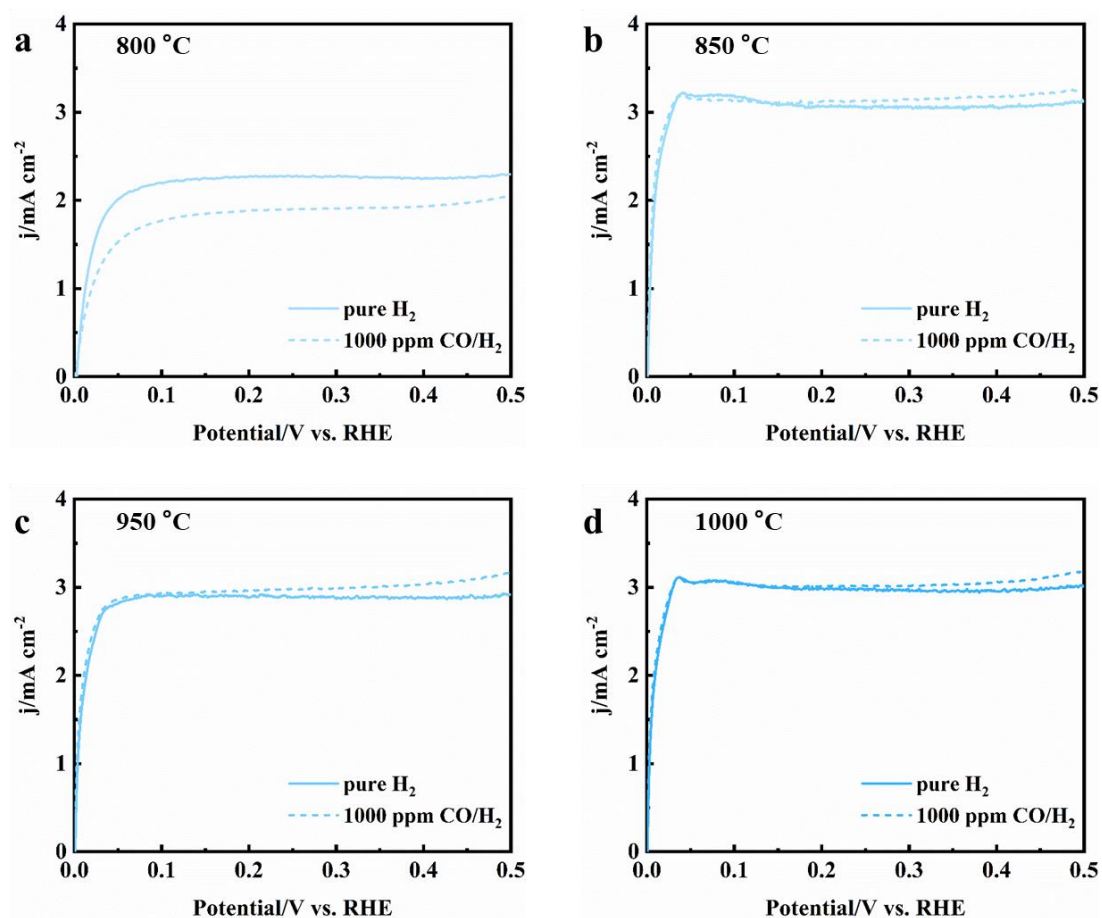 a
800 °C
4
3
2
1
0
j/mA cm⁻²
pure H₂
1000 ppm CO/H₂
0.0 0.1 0.2 0.3 0.4 0.5
Potential/V vs. RHE
b
850 °C
4
3
2
1
0
j/mA cm⁻²
pure H₂
1000 ppm CO/H₂
0.0 0.1 0.2 0.3 0.4 0.5
Potential/V vs. RHE
c
950 °C
4
3
2
1
0
j/mA cm⁻²
pure H₂
1000 ppm CO/H₂
0.0 0.1 0.2 0.3 0.4 0.5
Potential/V vs. RHE
d
1000 °C
4
3
2
1
0
j/mA cm⁻²
pure H₂
1000 ppm CO/H₂
0.0 0.1 0.2 0.3 0.4 0.5
Potential/V vs. RHE